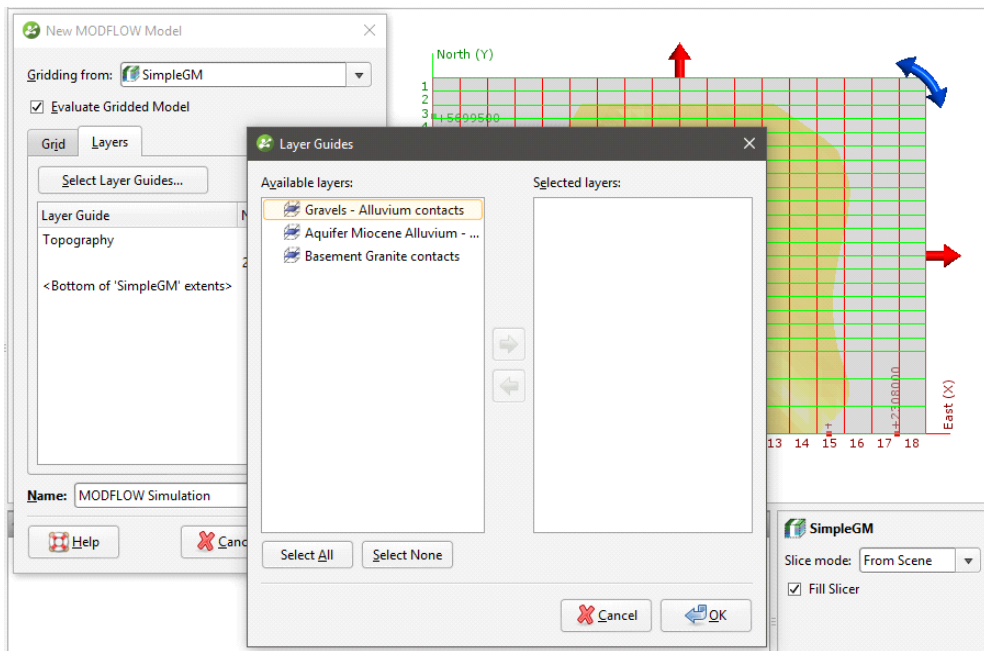 New MODFLOW Model
Gridding from: SimpleGM
Evaluate Gridded Model
Grid Layers
Select Layer Guides...
Layer Guide
Topography
<Bottom of 'SimpleGM' extents>
Name: MODFLOW Simulation
Help
Layer Guides
Available layers:
Gravels - Alluvium contacts
Aquifer Miocene Alluvium - ...
Basement Granite contacts
Selected layers:
Select All Select None
Cancel OK
North (Y)
1
2
3
+5699500
+2308000
East (X)
13 14 15 16 17 18
SimpleGM
Slice mode: From Scene
Fill Slicer